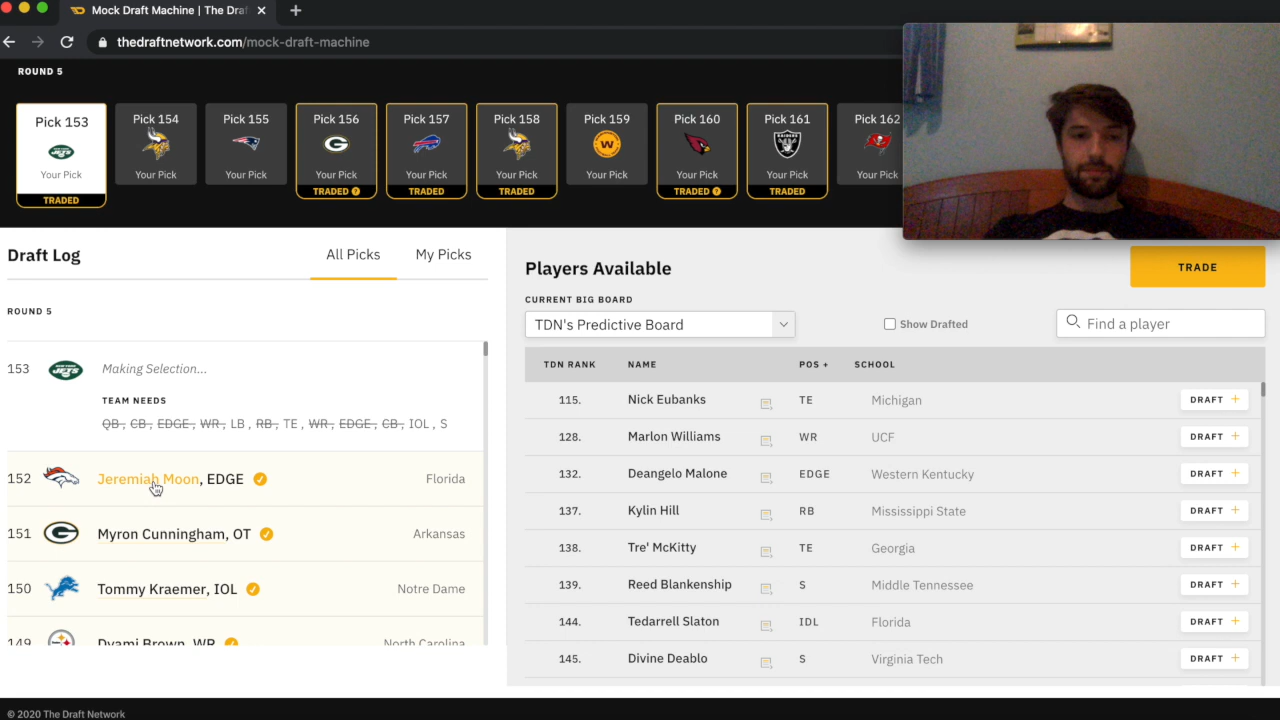 Mock Draft Machine | The Dra
thedraftnetwork.com/mock-draft-machine
ROUND 5
Pick 153
Your Pick
TRADED
Pick 154
Your Pick
Pick 155
Your Pick
Pick 156
Your Pick
TRADED ?
Pick 157
Your Pick
TRADED
Pick 158
Your Pick
TRADED
Pick 159
W
Your Pick
Pick 160
Your Pick
TRADED ?
Pick 161
Your Pick
TRADED
Pick 162
Your Pick
Draft Log
All Picks
My Picks
ROUND 5
153 Making Selection...
TEAM NEEDS
QB , CB , EDGE , WR , LB , RB , TE , WR , EDGE , CB , IOL , S
152 Jeremiah Moon, EDGE Florida
151 Myron Cunningham, OT Arkansas
150 Tommy Kraemer, IOL Notre Dame
149 Dyami Brown, WR North Carolina
Players Available
TRADE
CURRENT BIG BOARD
TDN's Predictive Board
Show Drafted
Find a player
TDN RANK NAME POS + SCHOOL
115. Nick Eubanks TE Michigan DRAFT +
128. Marlon Williams WR UCF DRAFT +
132. Deangelo Malone EDGE Western Kentucky DRAFT +
137. Kylin Hill RB Mississippi State DRAFT +
138. Tre' McKitty TE Georgia DRAFT +
139. Reed Blankenship S Middle Tennessee DRAFT +
144. Tedarrell Slaton IDL Florida DRAFT +
145. Divine Deablo S Virginia Tech DRAFT +
© 2020 The Draft Network